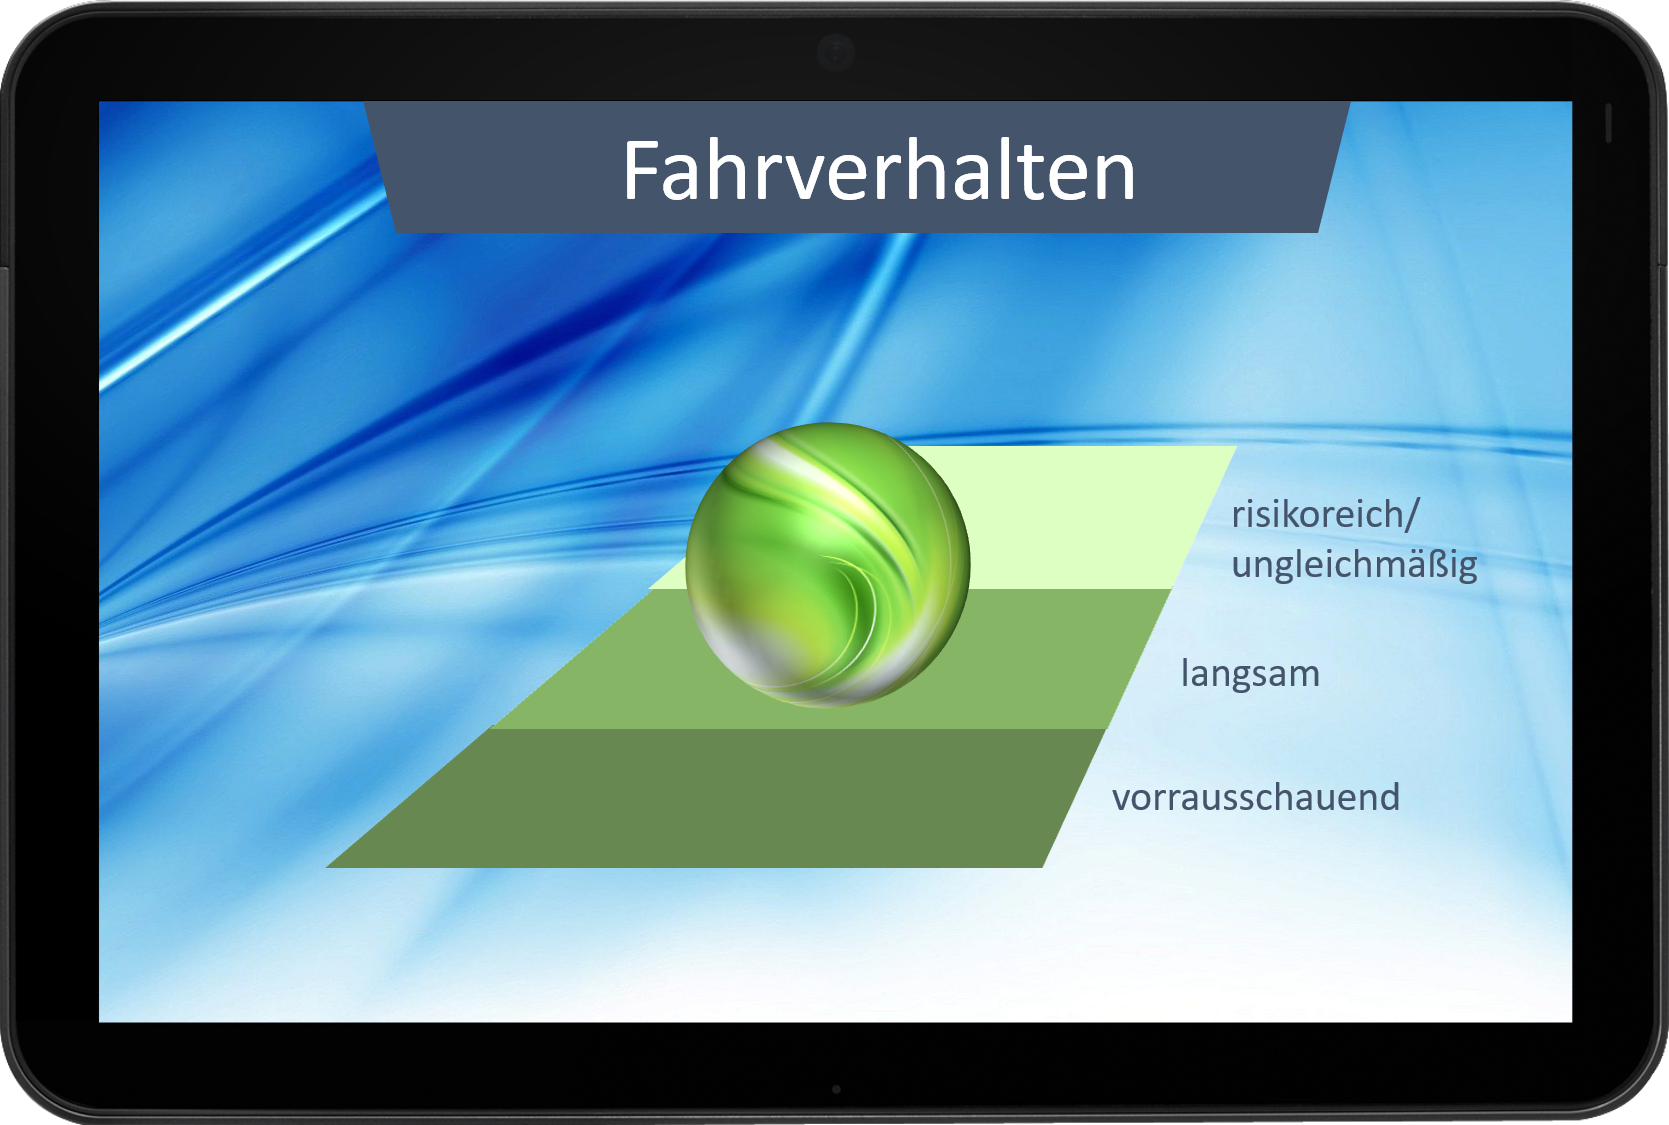 Fahrverhalten
risikoreich/
ungleichmäßig
langsam
vorrausschauend